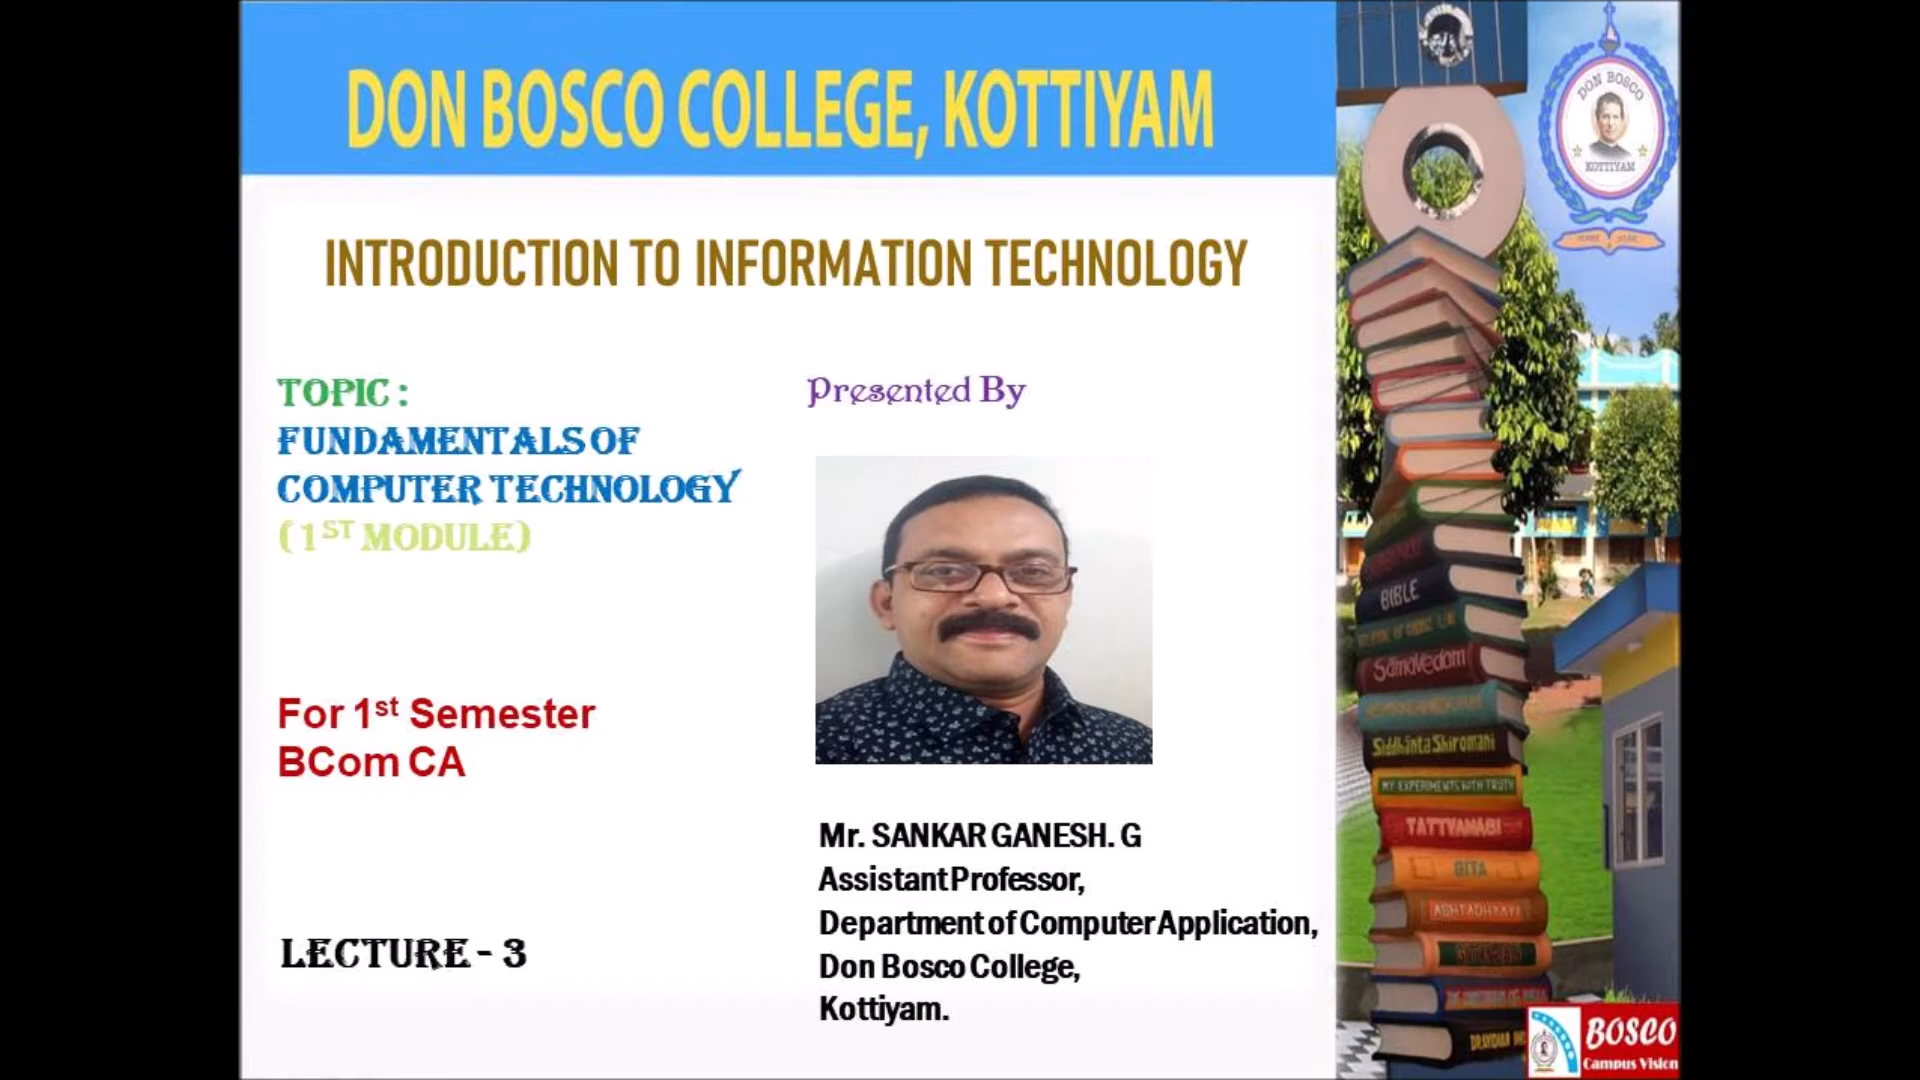 DON BOSCO COLLEGE, KOTTIYAM
INTRODUCTION TO INFORMATION TECHNOLOGY
TOPIC :
FUNDAMENTALS OF
COMPUTER TECHNOLOGY
( 1ST MODULE)
For 1st Semester
BCom CA
LECTURE - 3
Presented By
Mr. SANKAR GANESH. G
Assistant Professor,
Department of Computer Application,
Don Bosco College,
Kottiyam.
DON BOSCO
KOTTIYAM
BIBLE
Samavedam
Siddhanta Shiromani
MY EXPERIMENTS WITH TRUTH
TATTVAMASI
GITA
ASHTADHYAYI
BOSCO
Campus Vision